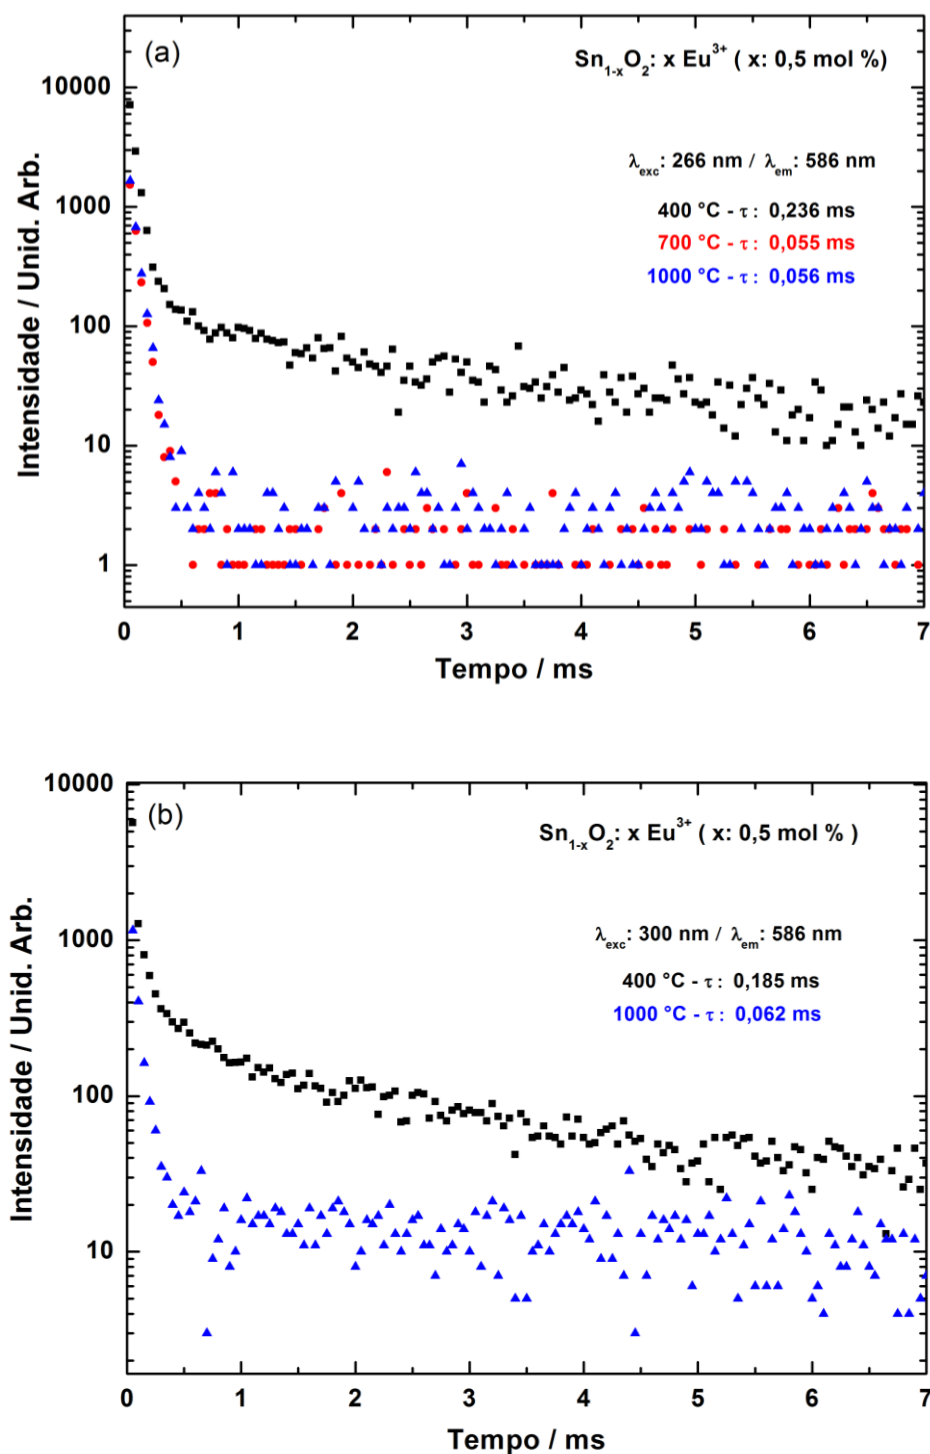 (a)
Sn1-xO2: x Eu3+ ( x: 0,5 mol %)
λexc: 266 nm / λem: 586 nm
400 °C - τ : 0,236 ms
700 °C - τ : 0,055 ms
1000 °C - τ : 0,056 ms
Intensidade / Unid. Arb.
10000
1000
100
10
1
0 1 2 3 4 5 6 7
Tempo / ms
(b)
Sn1-xO2: x Eu3+ ( x: 0,5 mol % )
λexc: 300 nm / λem: 586 nm
400 °C - τ : 0,185 ms
1000 °C - τ : 0,062 ms
Intensidade / Unid. Arb.
10000
1000
100
10
0 1 2 3 4 5 6 7
Tempo / ms